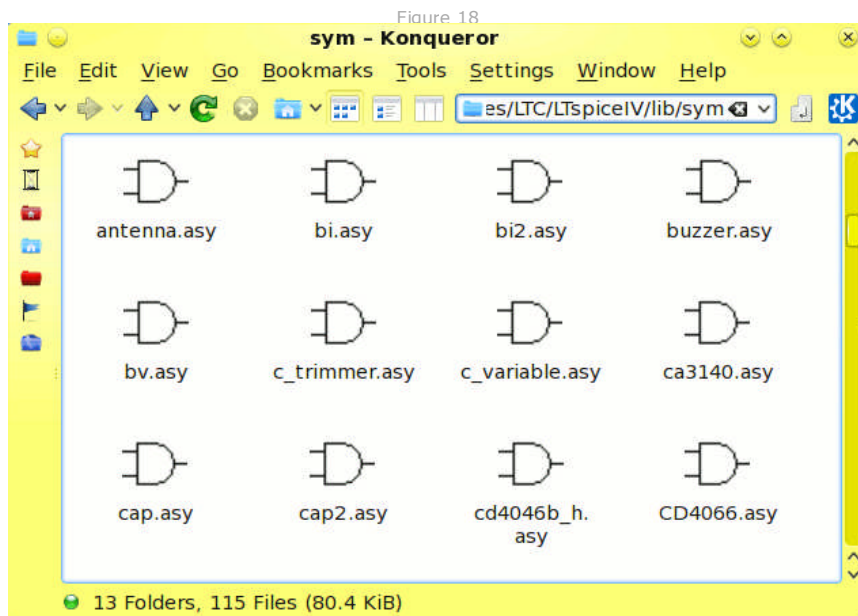 Figure 18
sym – Konqueror
File Edit View Go Bookmarks Tools Settings Window Help
es/LTC/LTspiceIV/lib/sym
antenna.asy bi.asy bi2.asy buzzer.asy
bv.asy c_trimmer.asy c_variable.asy ca3140.asy
cap.asy cap2.asy cd4046b_h. CD4066.asy
asy
13 Folders, 115 Files (80.4 KiB)